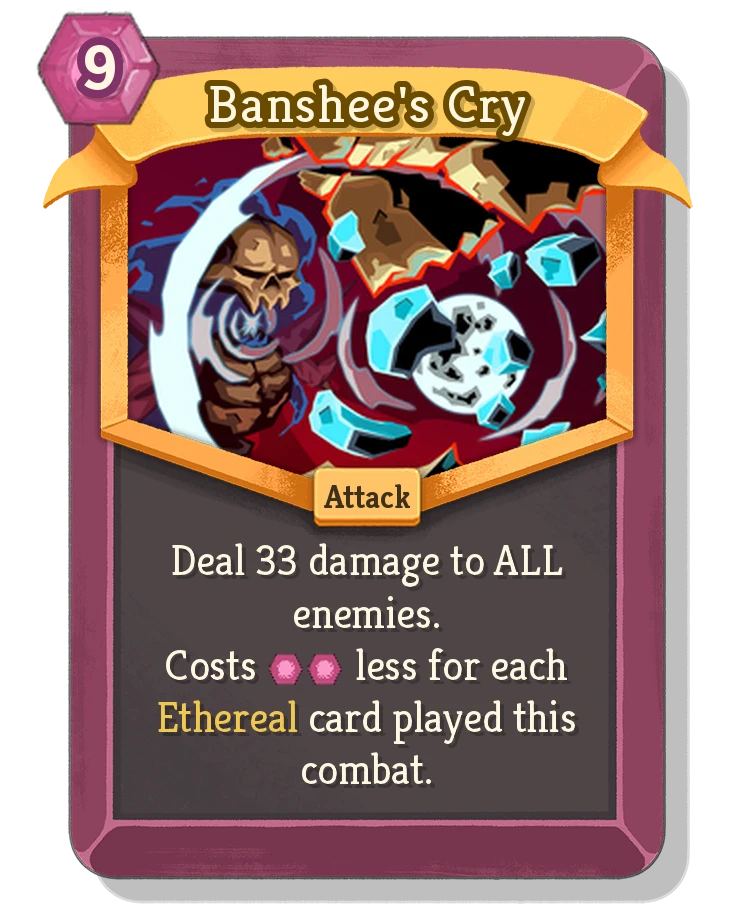 9
Banshee's Cry
Attack
Deal 33 damage to ALL
enemies.
Costs less for each
Ethereal card played this
combat.